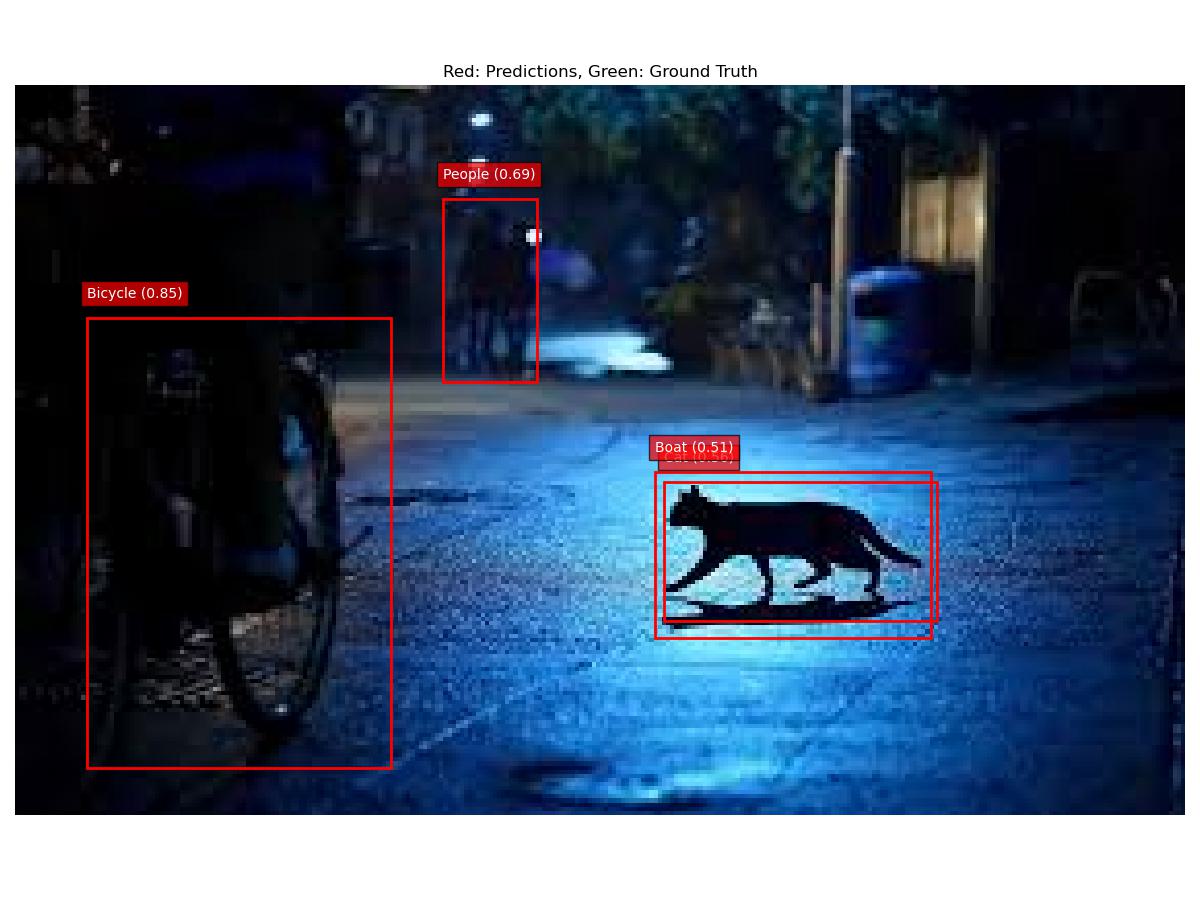 Red: Predictions, Green: Ground Truth
People (0.69)
Bicycle (0.85)
Boat (0.51)